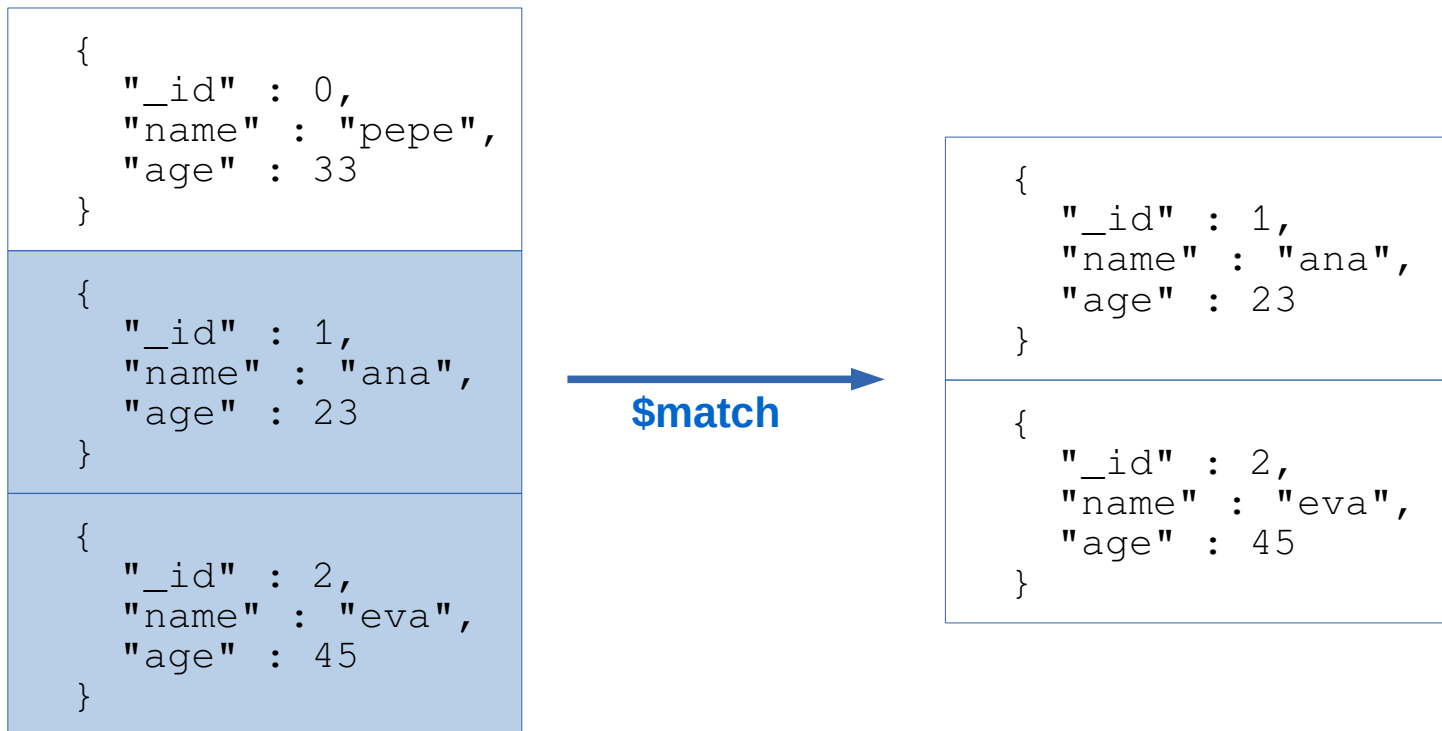 {
"_id" : 0,
"name" : "pepe",
"age" : 33
}
{
"_id" : 1,
"name" : "ana",
"age" : 23
}
{
"_id" : 2,
"name" : "eva",
"age" : 45
}
$match
{
"_id" : 1,
"name" : "ana",
"age" : 23
}
{
"_id" : 2,
"name" : "eva",
"age" : 45
}